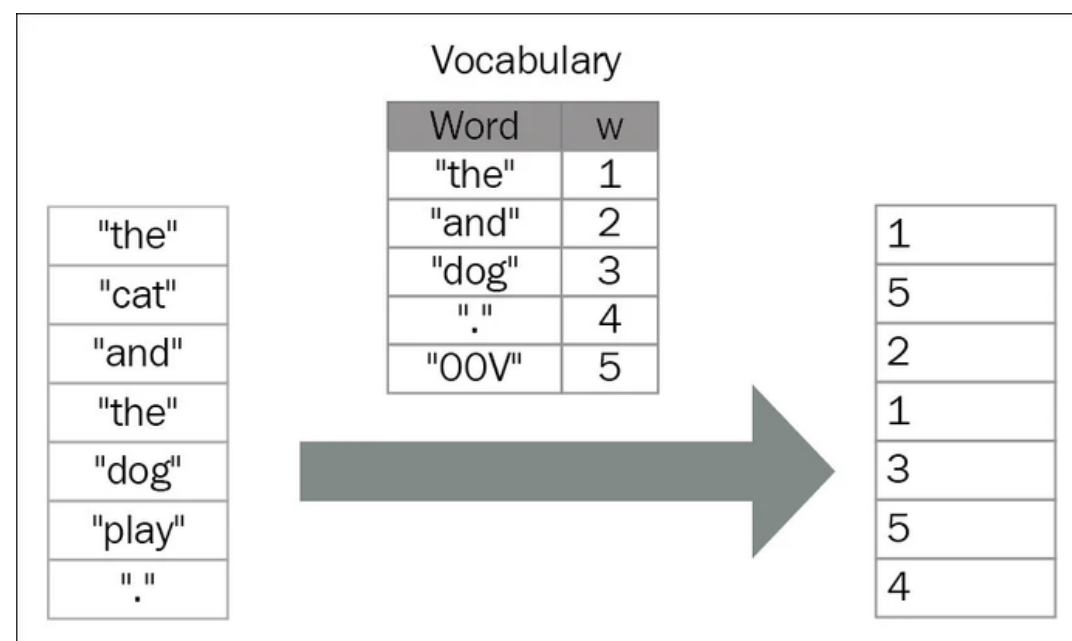 Vocabulary
Word w
"the" 1
"and" 2
"dog" 3
"." 4
"OOV" 5
"the"
"cat"
"and"
"the"
"dog"
"play"
"."
1
5
2
1
3
5
4